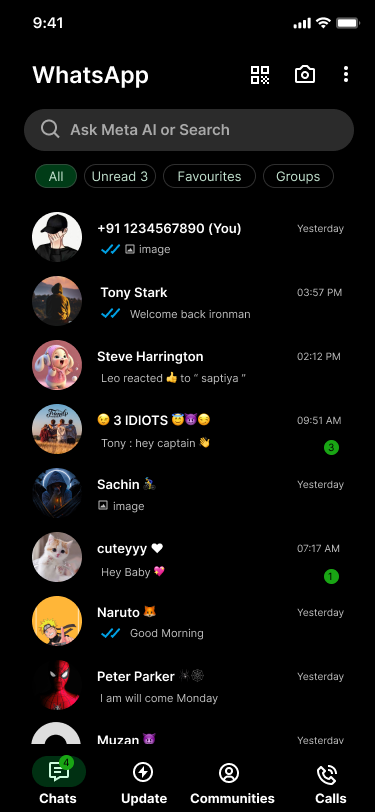 9:41
WhatsApp
Ask Meta AI or Search
All Unread 3 Favourites Groups
+91 1234567890 (You) Yesterday
image
Tony Stark 03:57 PM
Welcome back ironman
Steve Harrington 02:12 PM
Leo reacted 👍 to “ saptiya ”
😉 3 IDIOTS 😇😈😏 09:51 AM
Tony : hey captain 👋 3
Sachin Yesterday
image
cuteyyy 🤍 07:17 AM
Hey Baby 💖 1
Naruto 🦊 Yesterday
Good Morning
Peter Parker 🕷🕸 Yesterday
I am will come Monday
Muzan 😈 Yesterday
4
Chats Update Communities Calls